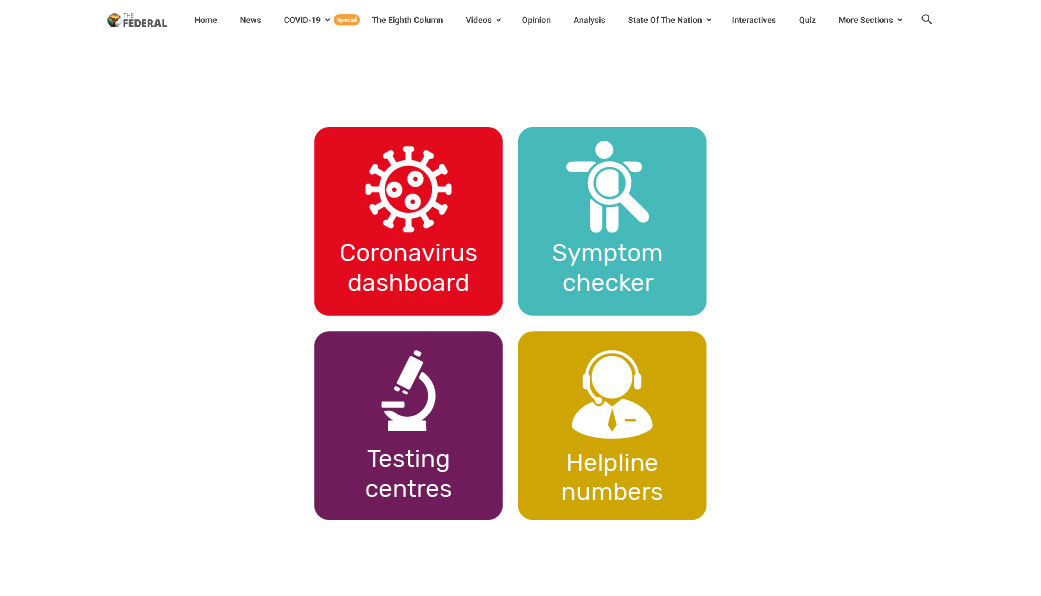 THE
FEDERAL
Home News COVID-19 Special The Eighth Column Videos Opinion Analysis State Of The Nation Interactives Quiz More Sections
Coronavirus
dashboard
Symptom
checker
Testing
centres
Helpline
numbers